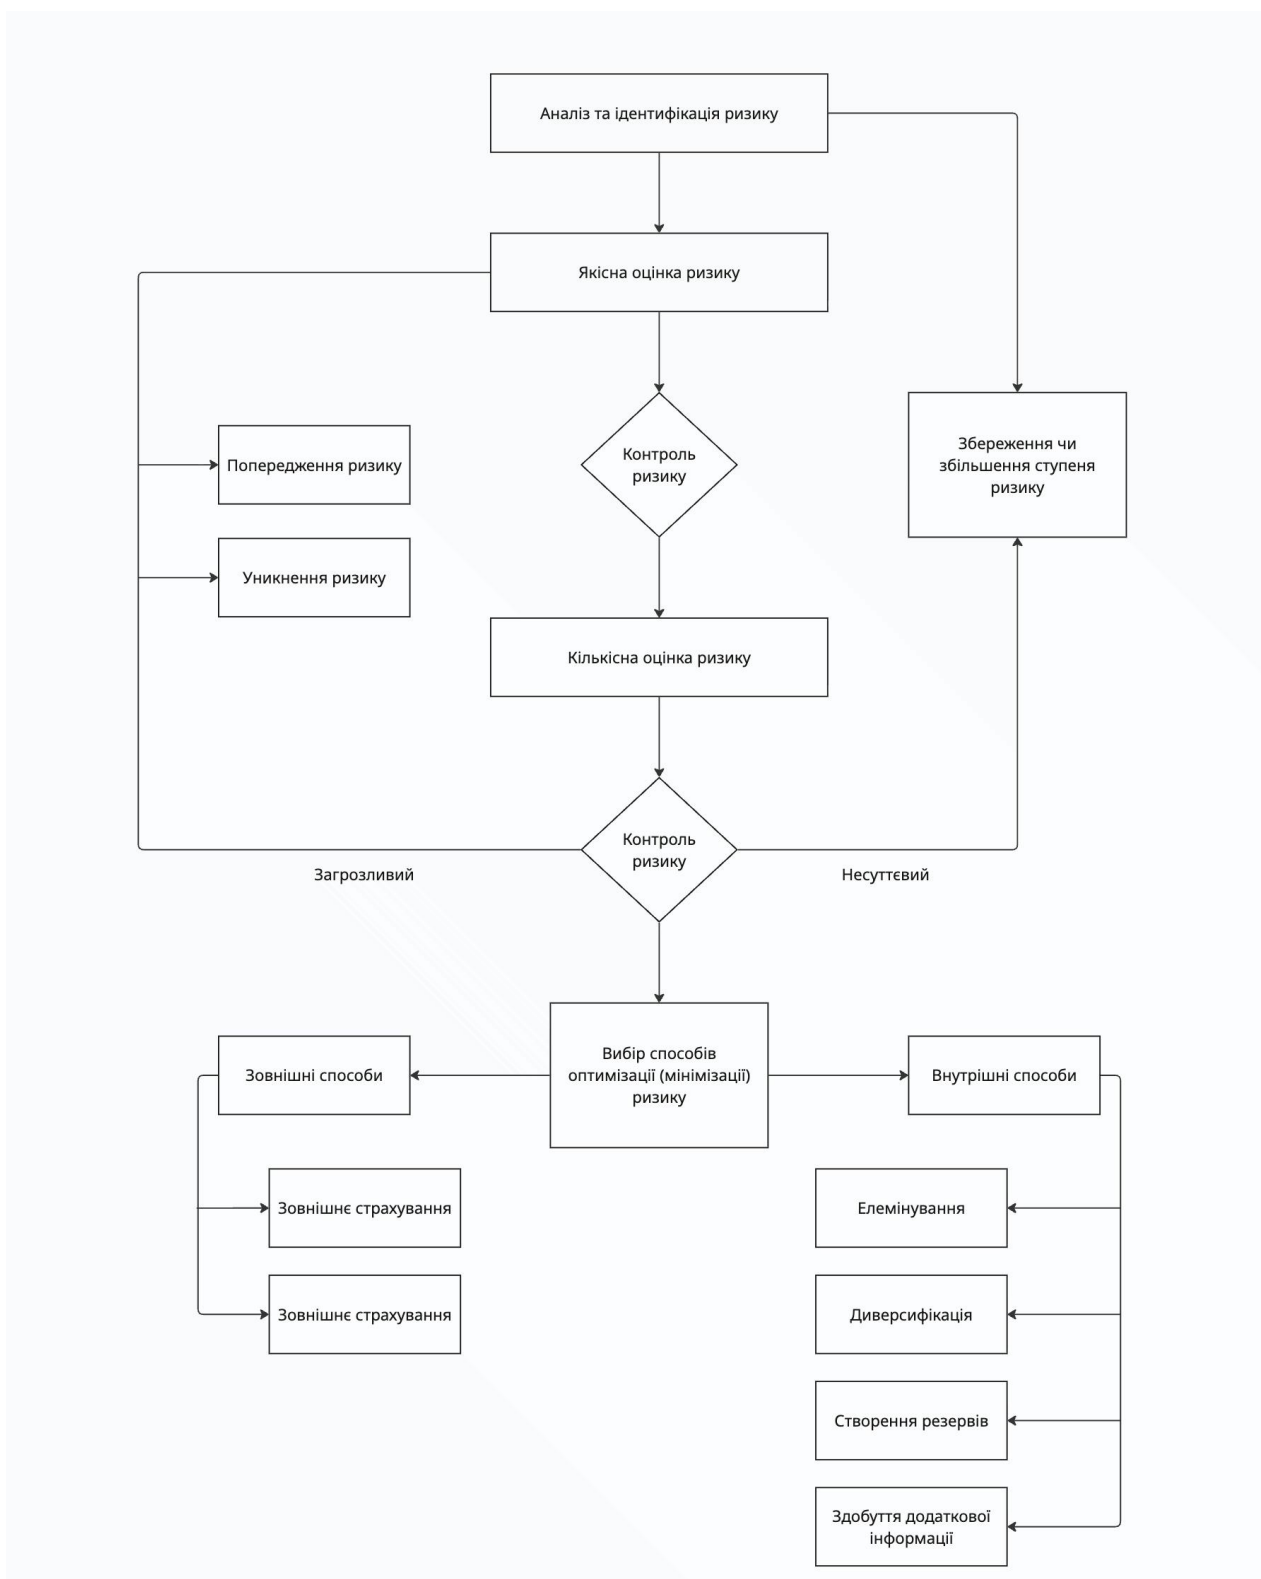 Аналіз та ідентифікація ризику
Якісна оцінка ризику
Попередження ризику
Контроль
ризику
Збереження чи
збільшення ступеня
ризику
Уникнення ризику
Кількісна оцінка ризику
Контроль
ризику
Загрозливий
Несуттєвий
Зовнішні способи
Вибір способів
оптимізації (мінімізації)
ризику
Внутрішні способи
Зовнішнє страхування
Елемінування
Зовнішнє страхування
Диверсифікація
Створення резервів
Здобуття додаткової
інформації